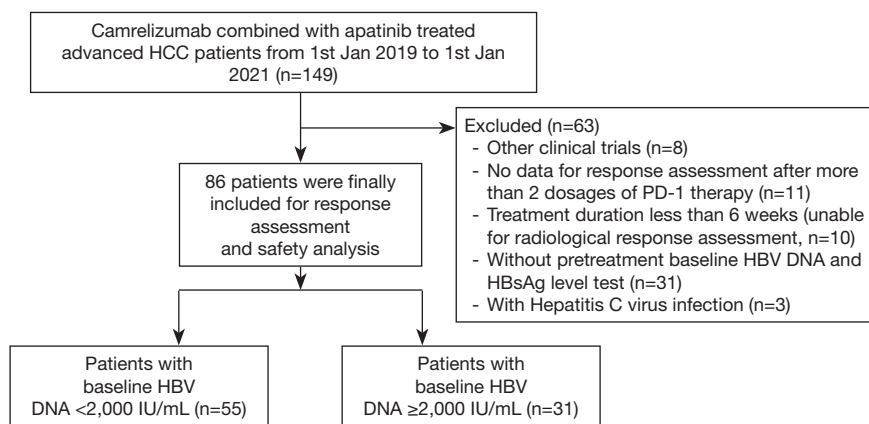 Camrelizumab combined with apatinib treated
advanced HCC patients from 1st Jan 2019 to 1st Jan
2021 (n=149)
Excluded (n=63)
- Other clinical trials (n=8)
- No data for response assessment after more
than 2 dosages of PD-1 therapy (n=11)
- Treatment duration less than 6 weeks (unable
for radiological response assessment, n=10)
- Without pretreatment baseline HBV DNA and
HBsAg level test (n=31)
- With Hepatitis C virus infection (n=3)
86 patients were finally
included for response
assessment
and safety analysis
Patients with
baseline HBV
DNA <2,000 IU/mL (n=55)
Patients with
baseline HBV
DNA ≥2,000 IU/mL (n=31)